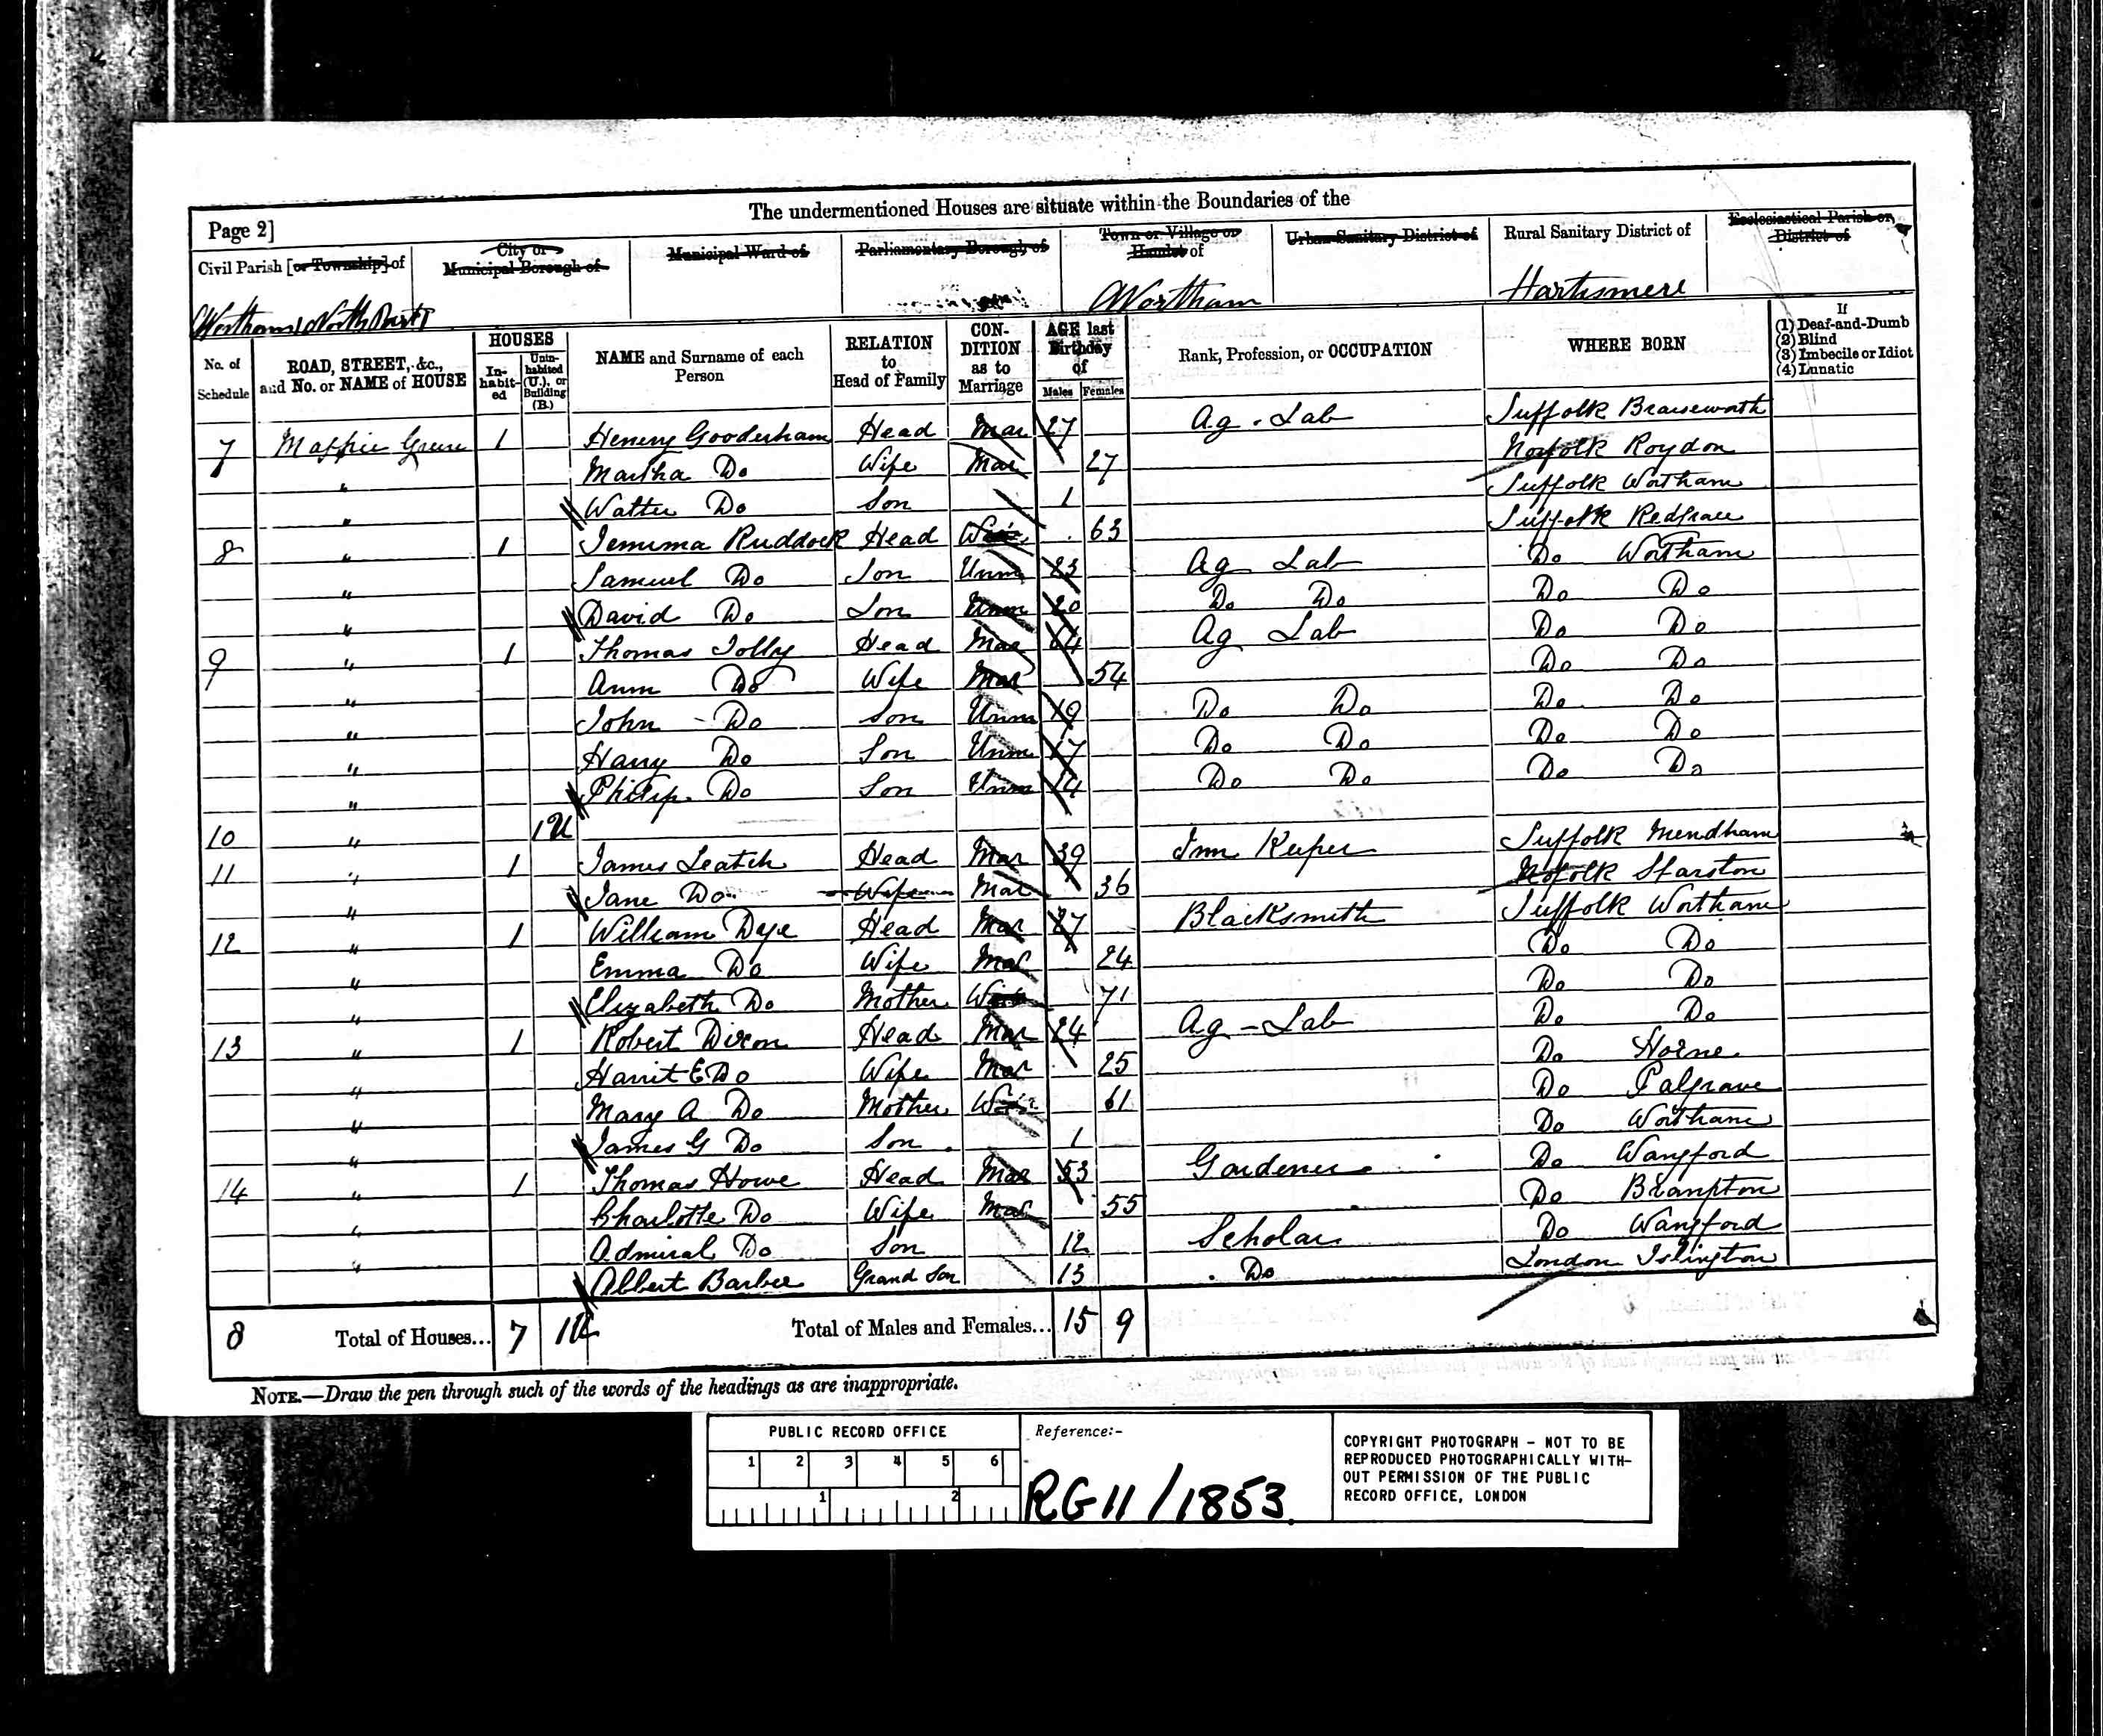 The undermentioned Houses are situate within the Boundaries of the
Page 2]
Civil Parish [or Township] of
City or Municipal Borough of
Municipal Ward of
Parliamentary Borough of
Town or Village or Hamlet of
Urban Sanitary District of
Rural Sanitary District of
Ecclesiastical Parish or District of
Wortham North Part
Wortham
Hartismere
No. of Schedule
ROAD, STREET, &c., and No. or NAME of HOUSE
HOUSES
In-habit-ed
Unin-habited (U.), or Building (B.)
NAME and Surname of each Person
RELATION to Head of Family
CON-DITION as to Marriage
AGE last Birthday of
Males
Females
Rank, Profession, or OCCUPATION
WHERE BORN
If
(1) Deaf-and-Dumb
(2) Blind
(3) Imbecile or Idiot
(4) Lunatic
7 Magpie Green 1 Henery Gooderham Head Mar 27 Ag. Lab Suffolk Braiseworth
" Martha Do Wife Mar 27 Norfolk Roydon
" Walter Do Son 1 Suffolk Wortham
8 " 1 Jemima Ruddock Head Wid 63 Suffolk Redgrave
" Samuel Do Son Unm 23 Ag Lab Do Wortham
" David Do Son Unm 20 Do Do Do Do
9 " 1 Thomas Jolly Head Mar 64 Ag Lab Do Do
" Ann Do Wife Mar 54 Do Do
" John Do Son Unm 19 Do Do Do Do
" Harry Do Son Unm 17 Do Do Do Do
" Philip Do Son Unm 14 Do Do Do Do
10 " 1U
11 " 1 James Leatch Head Mar 39 Inn Keeper Suffolk Mendham
" Jane Do Wife Mar 36 Nofolk Starston
12 " 1 William Dye Head Mar 27 Blacksmith Suffolk Wortham
" Emma Do Wife Mar 24 Do Do
" Elizabeth Do Mother 71 Do Do
13 " 1 Robert Dixon Head Mar 24 Ag - Lab Do Do
" Harrit E Do Wife Mar 25 Do Hoxne
" Mary A Do Mother 61 Do Palgrave
" James G Do Son 1 Do Wortham
14 " 1 Thomas Howe Head Mar 53 Gardener Do Wangford
" Charlotte Do Wife Mar 55 Do Brampton
" Admiral Do Son 12 Scholar Do Wangford
Albert Barber Grand Son 13 Do London Islington
8 Total of Houses... 7 1U Total of Males and Females... 15 9
NOTE.—Draw the pen through such of the words of the headings as are inappropriate.
PUBLIC RECORD OFFICE
1 2 3 4 5 6
1 2
Reference:-
RG 11 / 1853
COPYRIGHT PHOTOGRAPH - NOT TO BE
REPRODUCED PHOTOGRAPHICALLY WITH-
OUT PERMISSION OF THE PUBLIC
RECORD OFFICE, LONDON